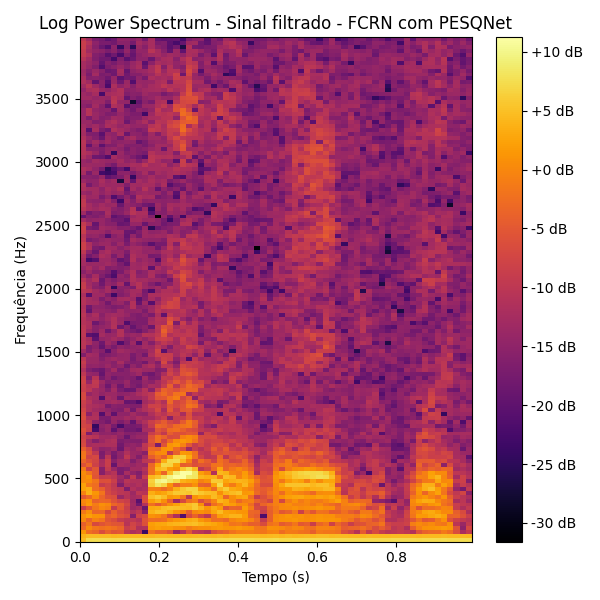 Log Power Spectrum - Sinal filtrado - FCRN com PESQNet
3500
3000
2500
2000
1500
1000
500
0
Frequência (Hz)
0.0
0.2
0.4
0.6
0.8
Tempo (s)
+10 dB
+5 dB
+0 dB
-5 dB
-10 dB
-15 dB
-20 dB
-25 dB
-30 dB